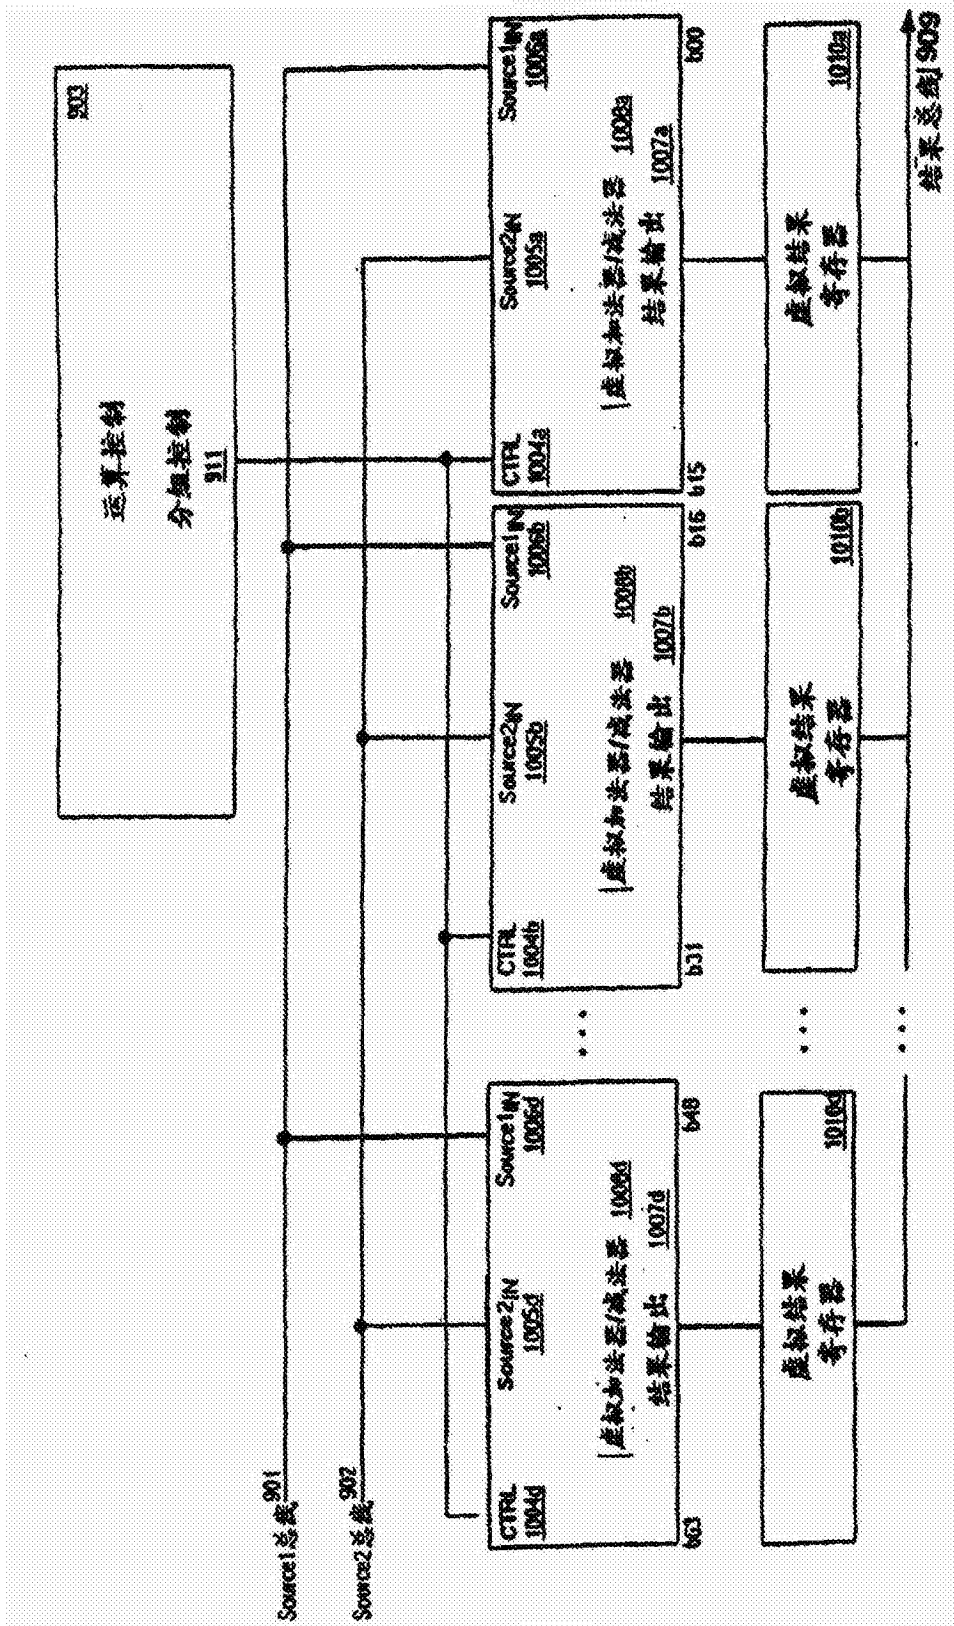 903
运算控制
分组控制
911
Source1总线 901
Source2总线 902
CTRL
1004d
Source2IN
1005d
Source1IN
1006d
虚拟加法器/减法器 1008d
结果输出 1007d
b63
b48
虚拟结果
寄存器
1010d
CTRL
1004b
Source2IN
1005b
Source1IN
1006b
虚拟加法器/减法器 1008b
结果输出 1007b
b31
b16
虚拟结果
寄存器
1010b
CTRL
1004a
Source2IN
1005a
Source1IN
1006a
虚拟加法器/减法器 1008a
结果输出 1007a
b15
b00
虚拟结果
寄存器
1010a
...
...
...
结果总线 909